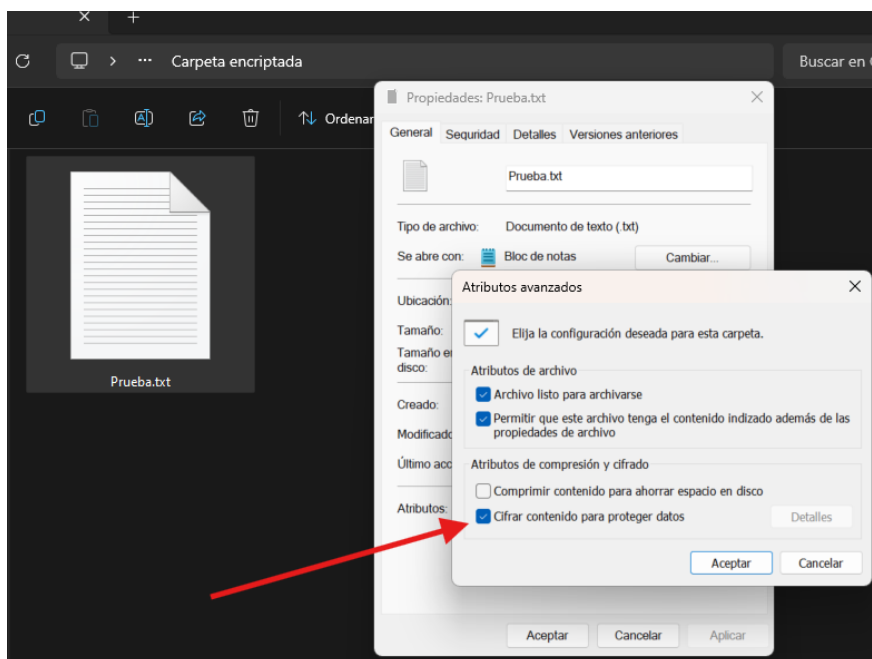 Carpeta encriptada
Buscar en
Ordenar
Prueba.txt
Propiedades: Prueba.txt
General Seguridad Detalles Versiones anteriores
Prueba.txt
Tipo de archivo: Documento de texto (.txt)
Se abre con: Bloc de notas Cambiar...
Ubicación:
Tamaño:
Tamaño en
disco:
Creado:
Modificado
Último acc
Atributos:
Atributos avanzados
Elija la configuración deseada para esta carpeta.
Atributos de archivo
Archivo listo para archivarse
Permitir que este archivo tenga el contenido indizado además de las
propiedades de archivo
Atributos de compresión y cifrado
Comprimir contenido para ahorrar espacio en disco
Cifrar contenido para proteger datos Detalles
Aceptar Cancelar
Aceptar Cancelar Aplicar